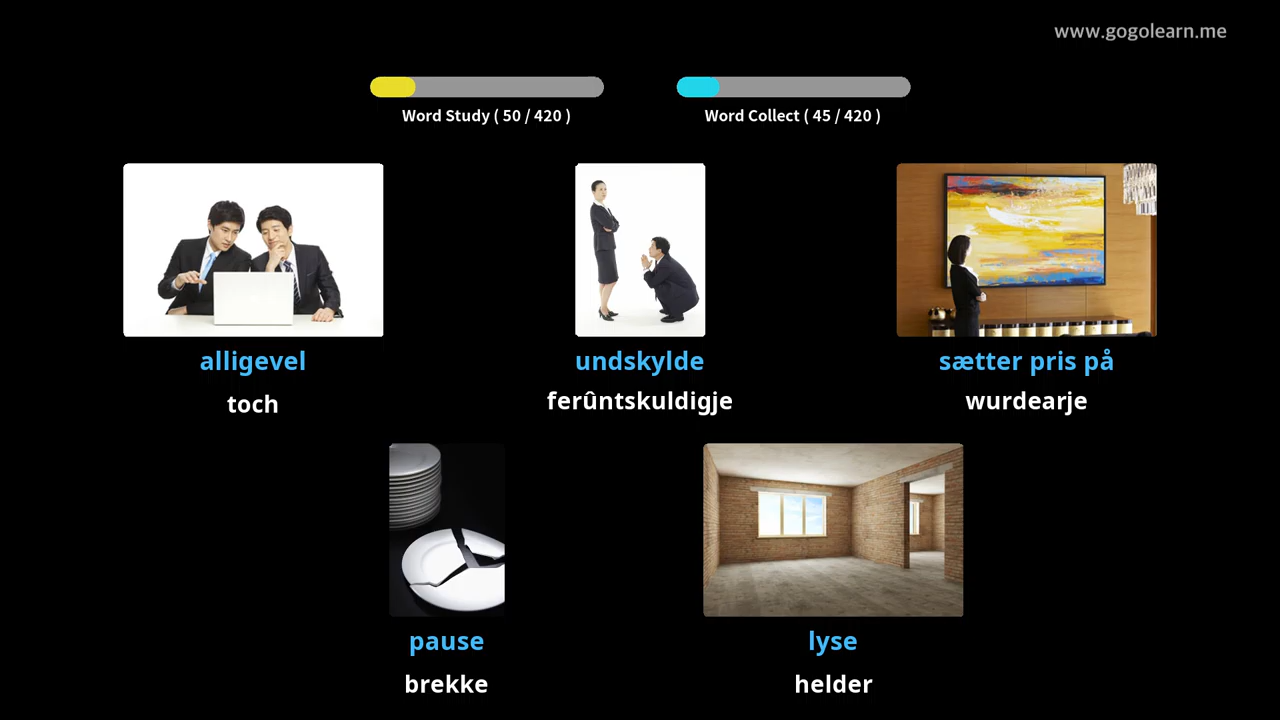 www.gogolearn.me
Word Study ( 50 / 420 )
Word Collect ( 45 / 420 )
alligevel
toch
undskylde
ferûntskuldigje
sætter pris på
wurdearje
pause
brekke
lyse
helder